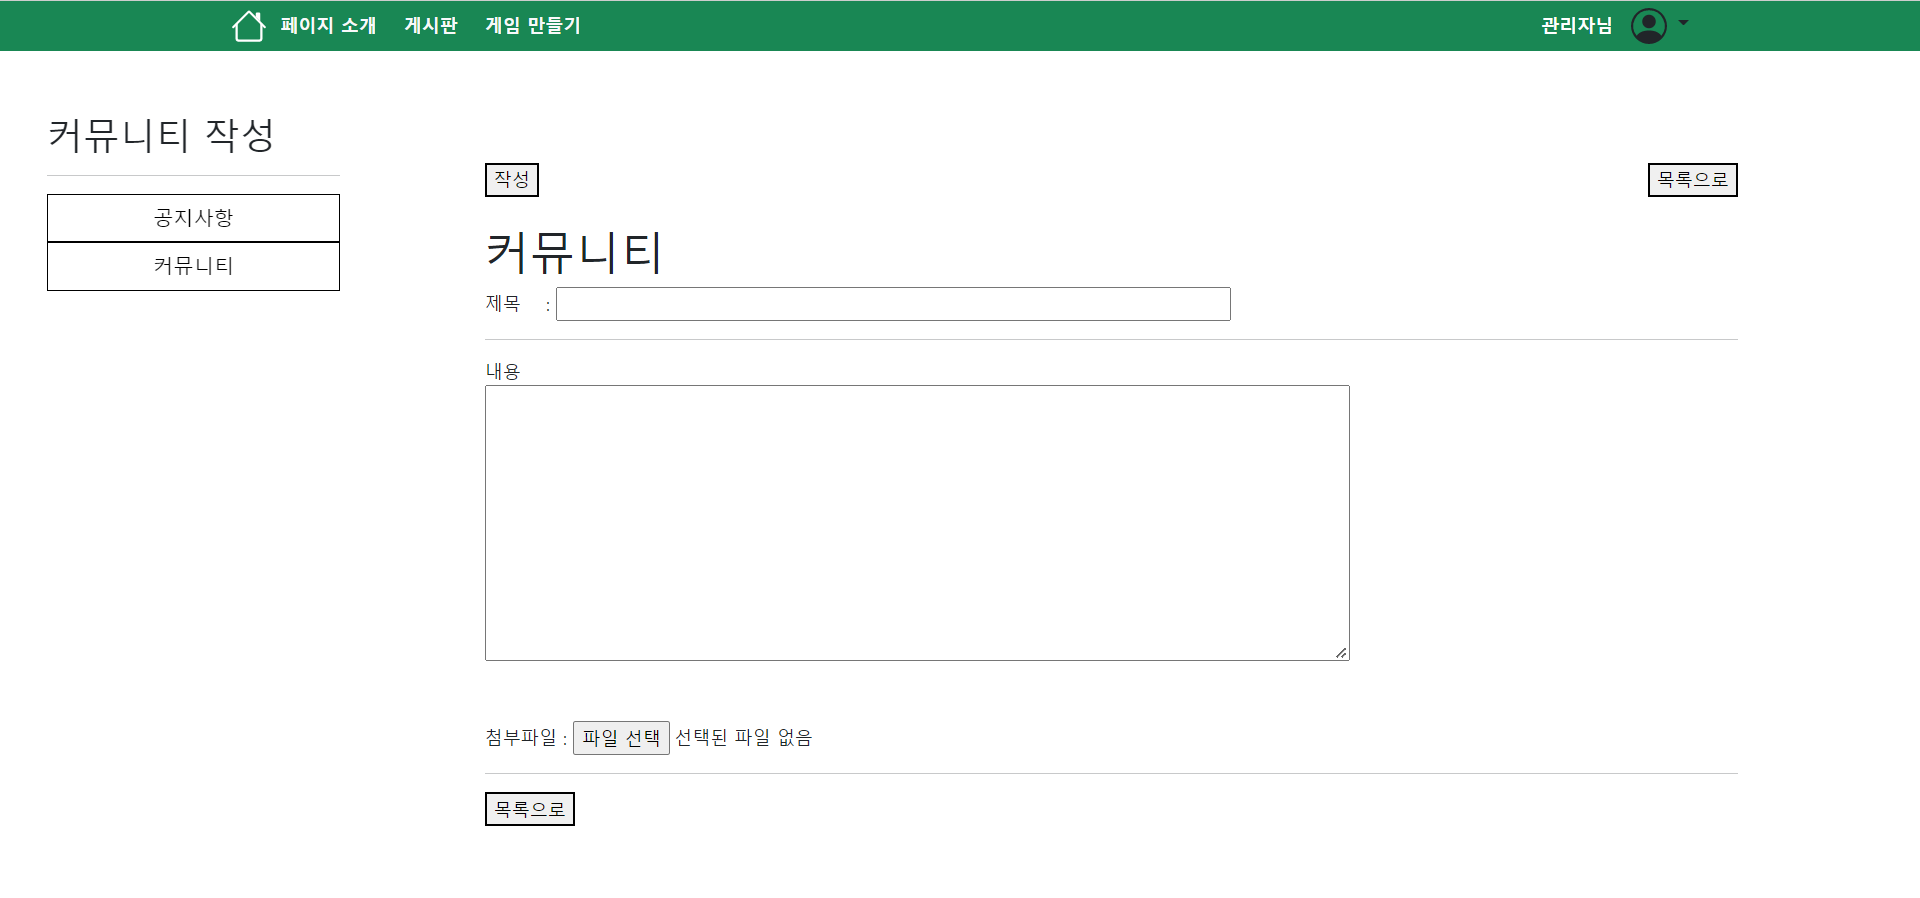 페이지 소개 게시판 게임 만들기 관리자님
커뮤니티 작성
공지사항
커뮤니티
작성 목록으로
커뮤니티
제목 :
내용
첨부파일 : 파일 선택 선택된 파일 없음
목록으로